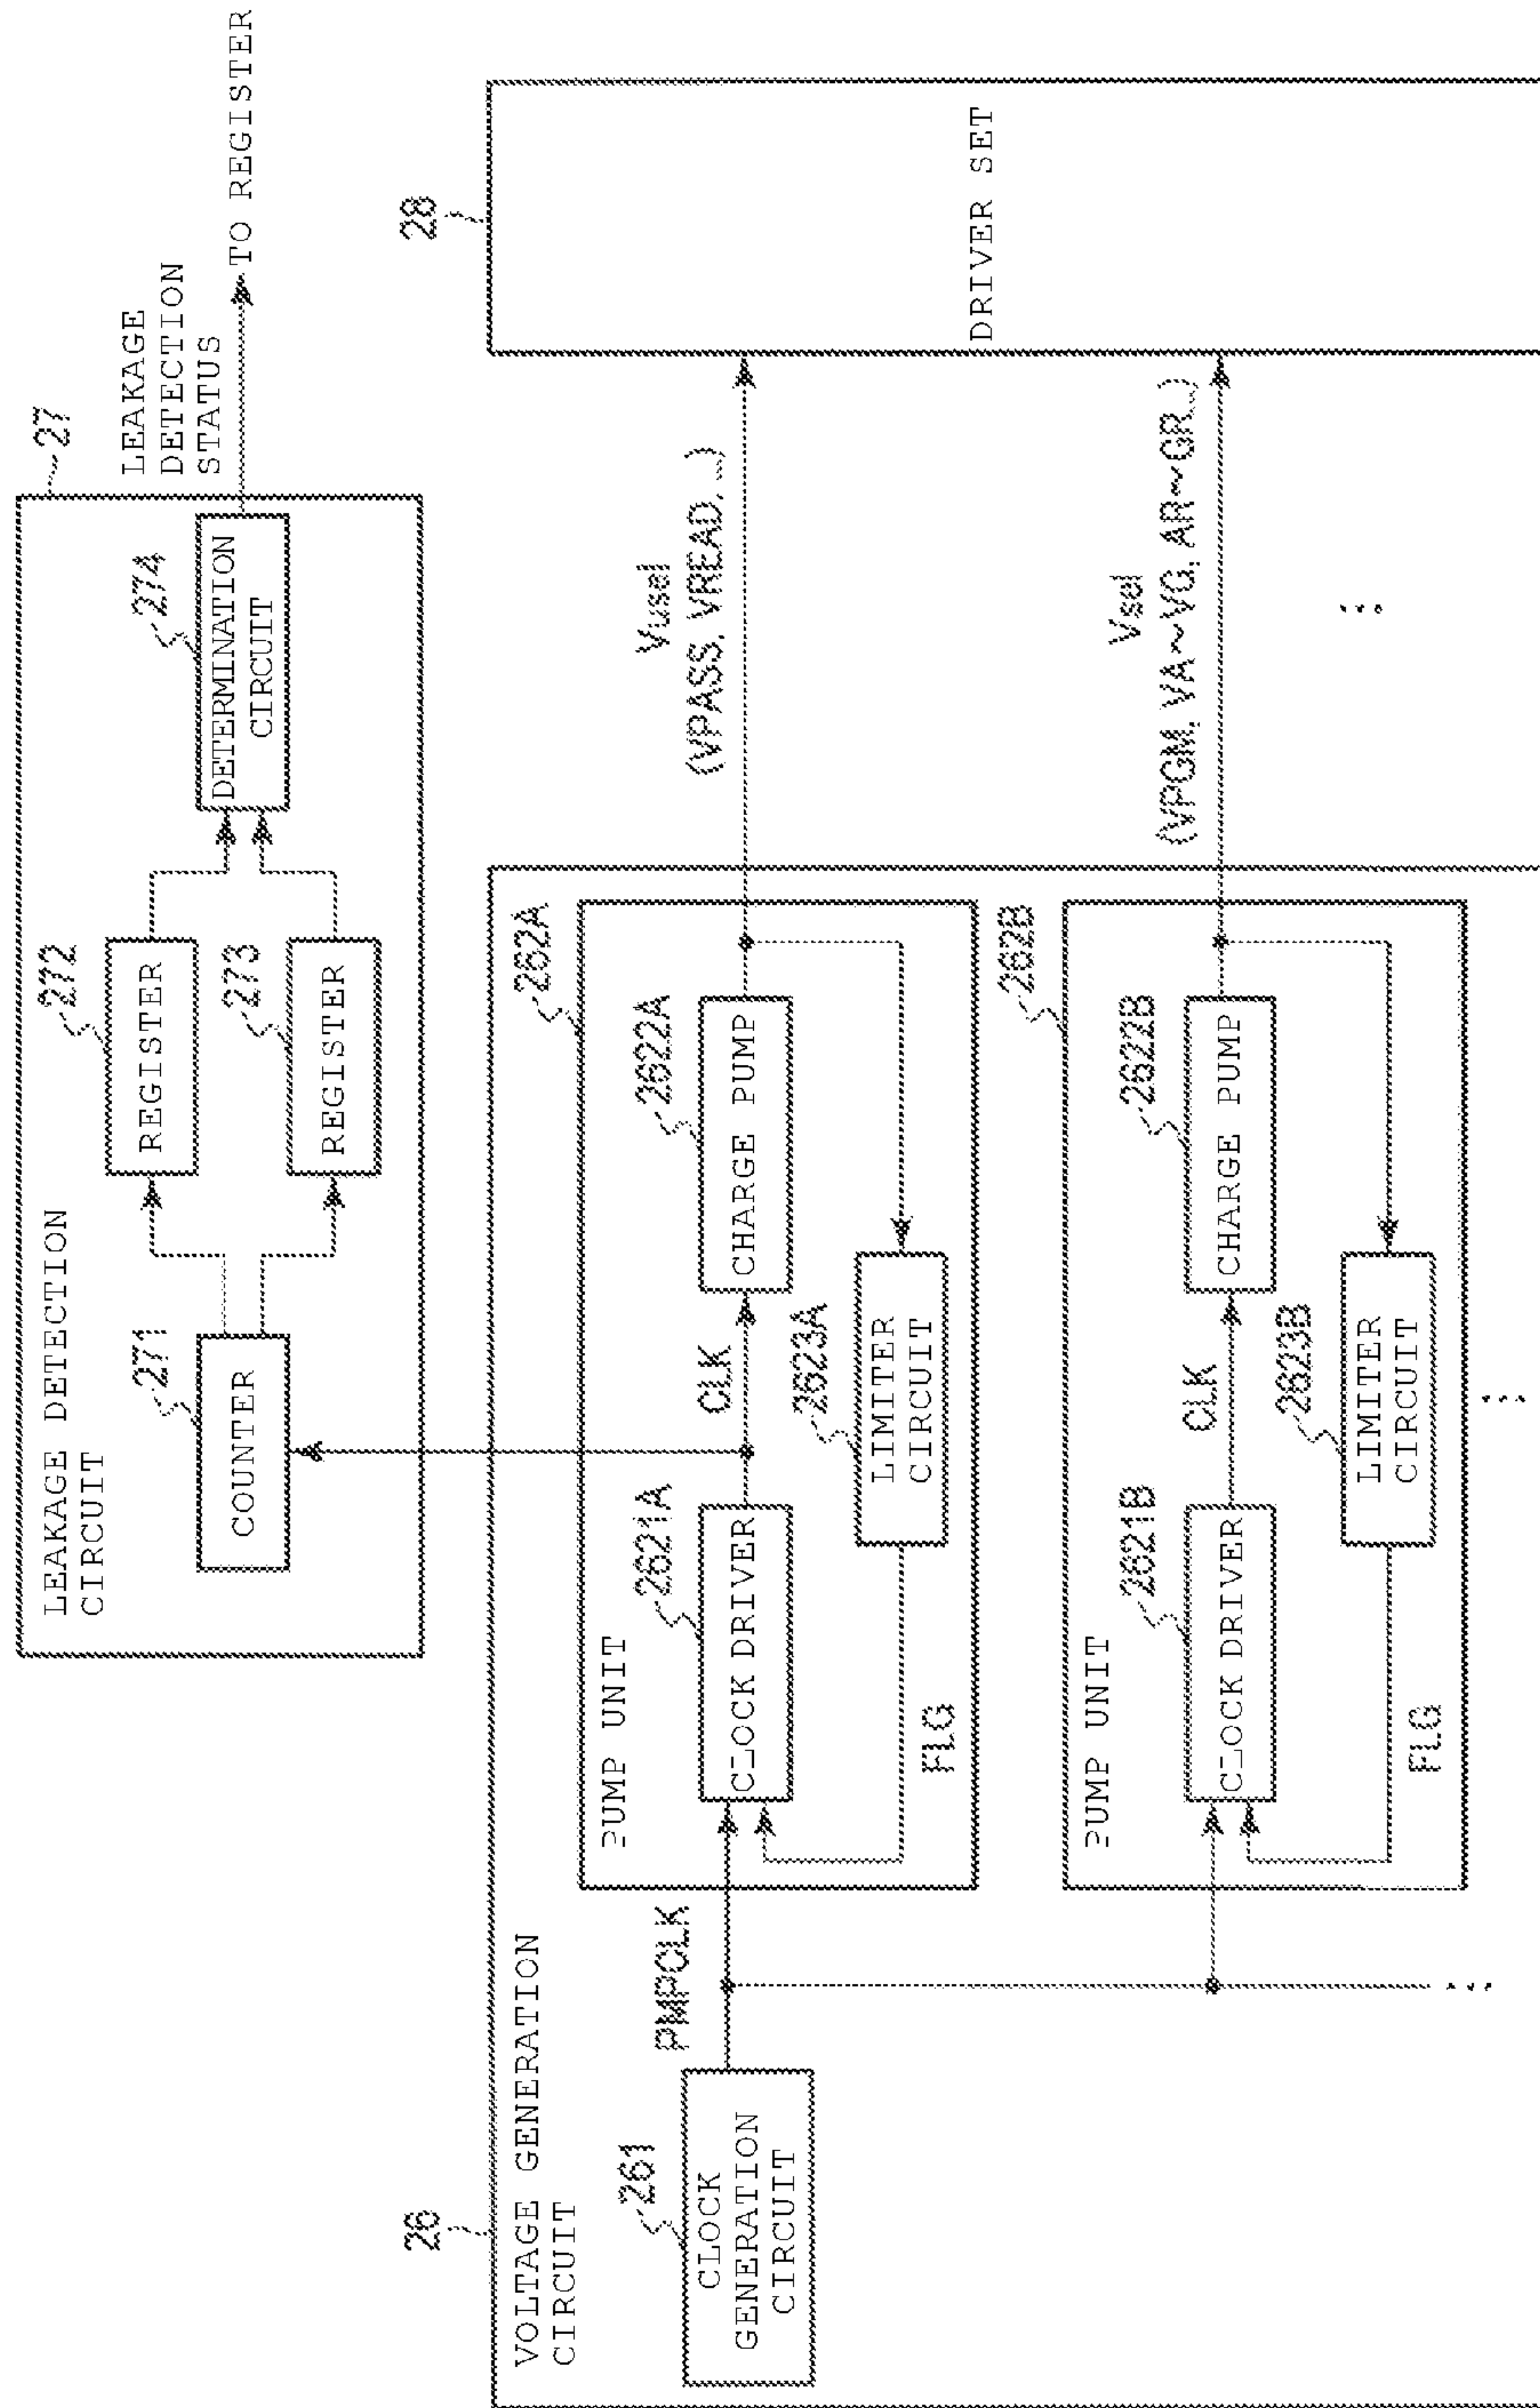 LEAKAGE DETECTION
CIRCUIT
27
COUNTER
271
REGISTER
272
REGISTER
273
DETERMINATION
CIRCUIT
274
LEAKAGE
DETECTION
STATUS
TO REGISTER
26
VOLTAGE GENERATION
CIRCUIT
CLOCK
GENERATION
CIRCUIT
261
PMPCLK
PUMP UNIT
262A
CLOCK DRIVER
2621A
CLK
CHARGE PUMP
2622A
LIMITER
CIRCUIT
2623A
FLG
Vusel
(VPASS, VREAD, ...)
PUMP UNIT
262B
CLOCK DRIVER
2621B
CLK
CHARGE PUMP
2622B
LIMITER
CIRCUIT
2623B
FLG
Vsel
(VPGM, VA~VG, AR~GR...)
28
DRIVER SET
...
...
...